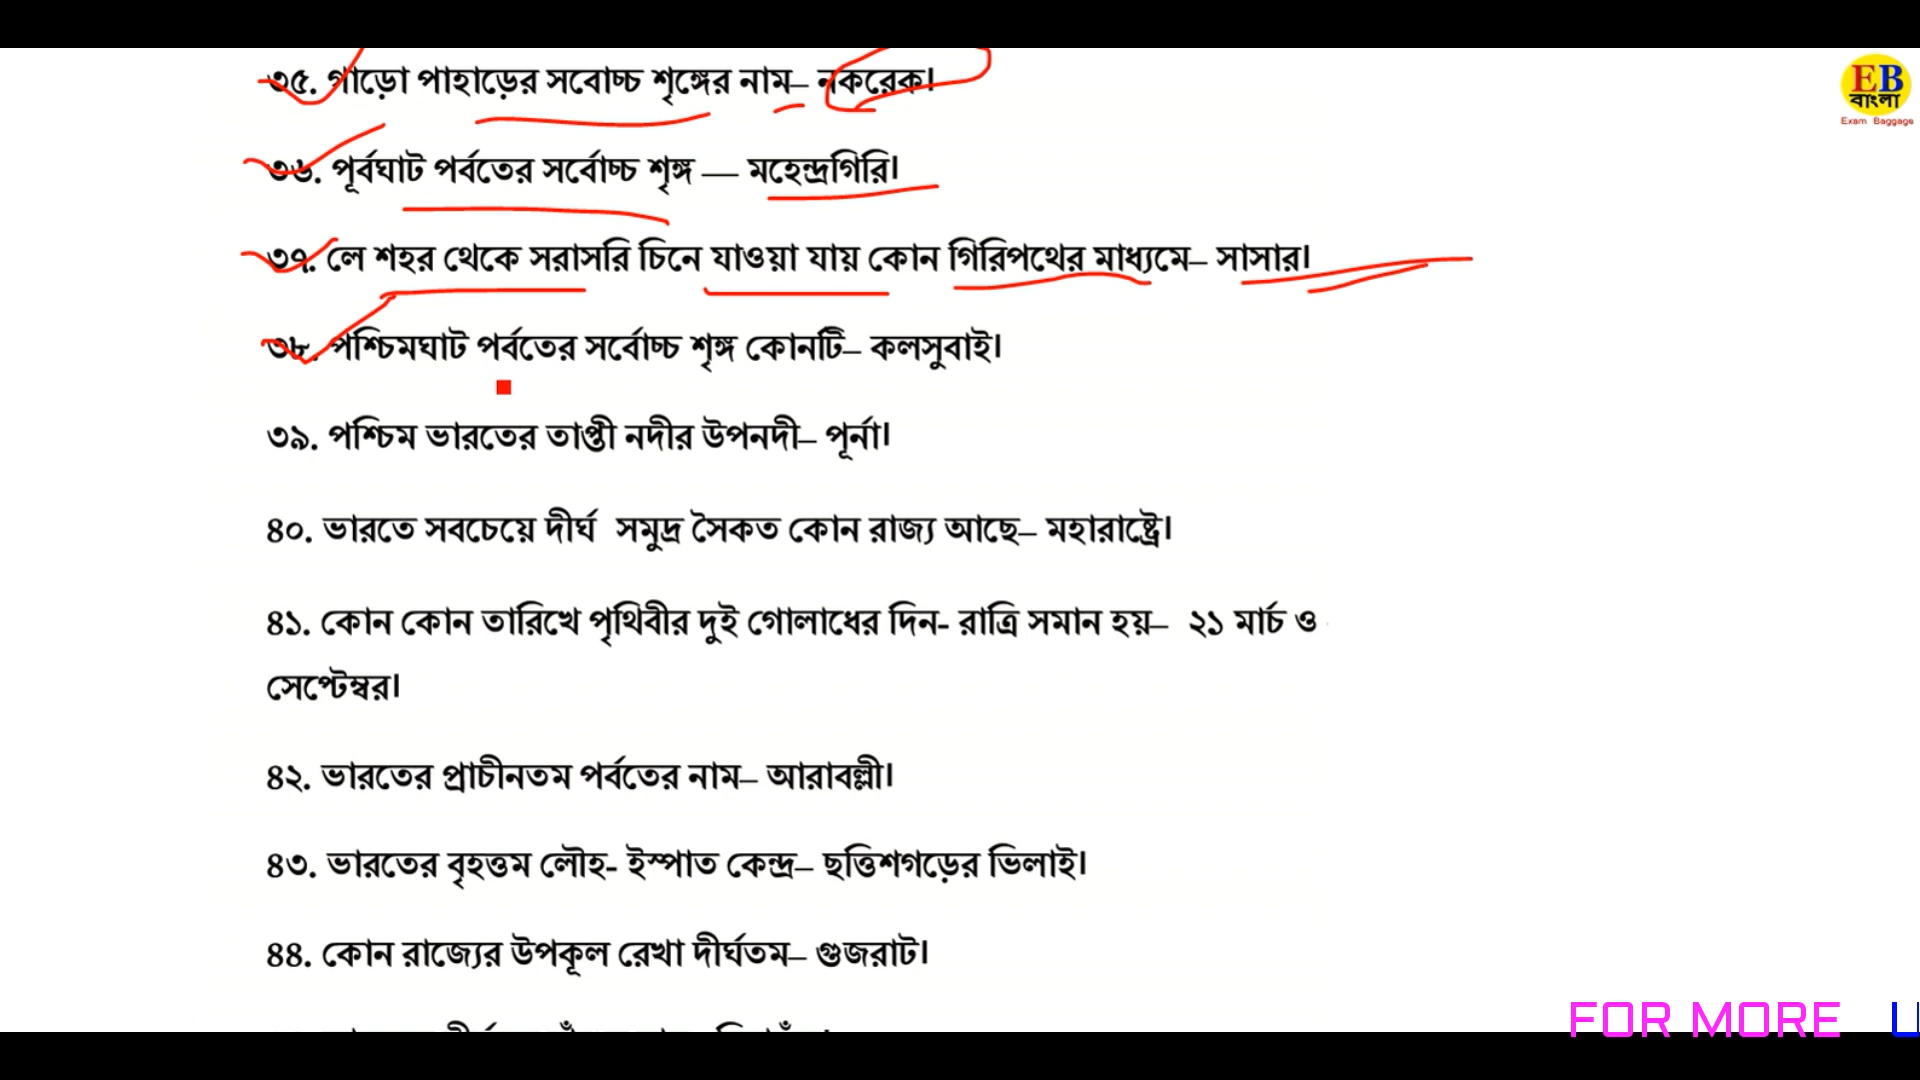 EB
বাংলা
Exam Baggage
৩৫. গাড়ো পাহাড়ের সবোচ্চ শৃঙ্গের নাম– নকরেক।
৩৬. পূর্বঘাট পর্বতের সর্বোচ্চ শৃঙ্গ — মহেন্দ্রগিরি।
৩৭. লে শহর থেকে সরাসরি চিনে যাওয়া যায় কোন গিরিপথের মাধ্যমে– সাসার।
৩৮. পশ্চিমঘাট পর্বতের সর্বোচ্চ শৃঙ্গ কোনটি– কলসুবাই।
৩৯. পশ্চিম ভারতের তাপ্তী নদীর উপনদী– পূর্না।
৪০. ভারতে সবচেয়ে দীর্ঘ সমুদ্র সৈকত কোন রাজ্য আছে– মহারাষ্ট্রে।
৪১. কোন কোন তারিখে পৃথিবীর দুই গোলাধের দিন- রাত্রি সমান হয়– ২১ মার্চ ও
সেপ্টেম্বর।
৪২. ভারতের প্রাচীনতম পর্বতের নাম– আরাবল্লী।
৪৩. ভারতের বৃহত্তম লৌহ- ইস্পাত কেন্দ্র– ছত্তিশগড়ের ভিলাই।
৪৪. কোন রাজ্যের উপকূল রেখা দীর্ঘতম– গুজরাট।
FOR MORE